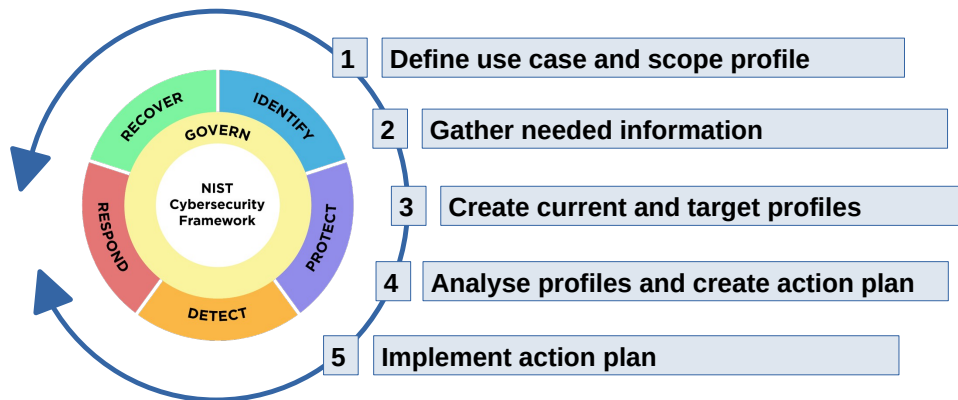 1 Define use case and scope profile
2 Gather needed information
3 Create current and target profiles
4 Analyse profiles and create action plan
5 Implement action plan
RECOVER
IDENTIFY
GOVERN
NIST
Cybersecurity
Framework
RESPOND
PROTECT
DETECT